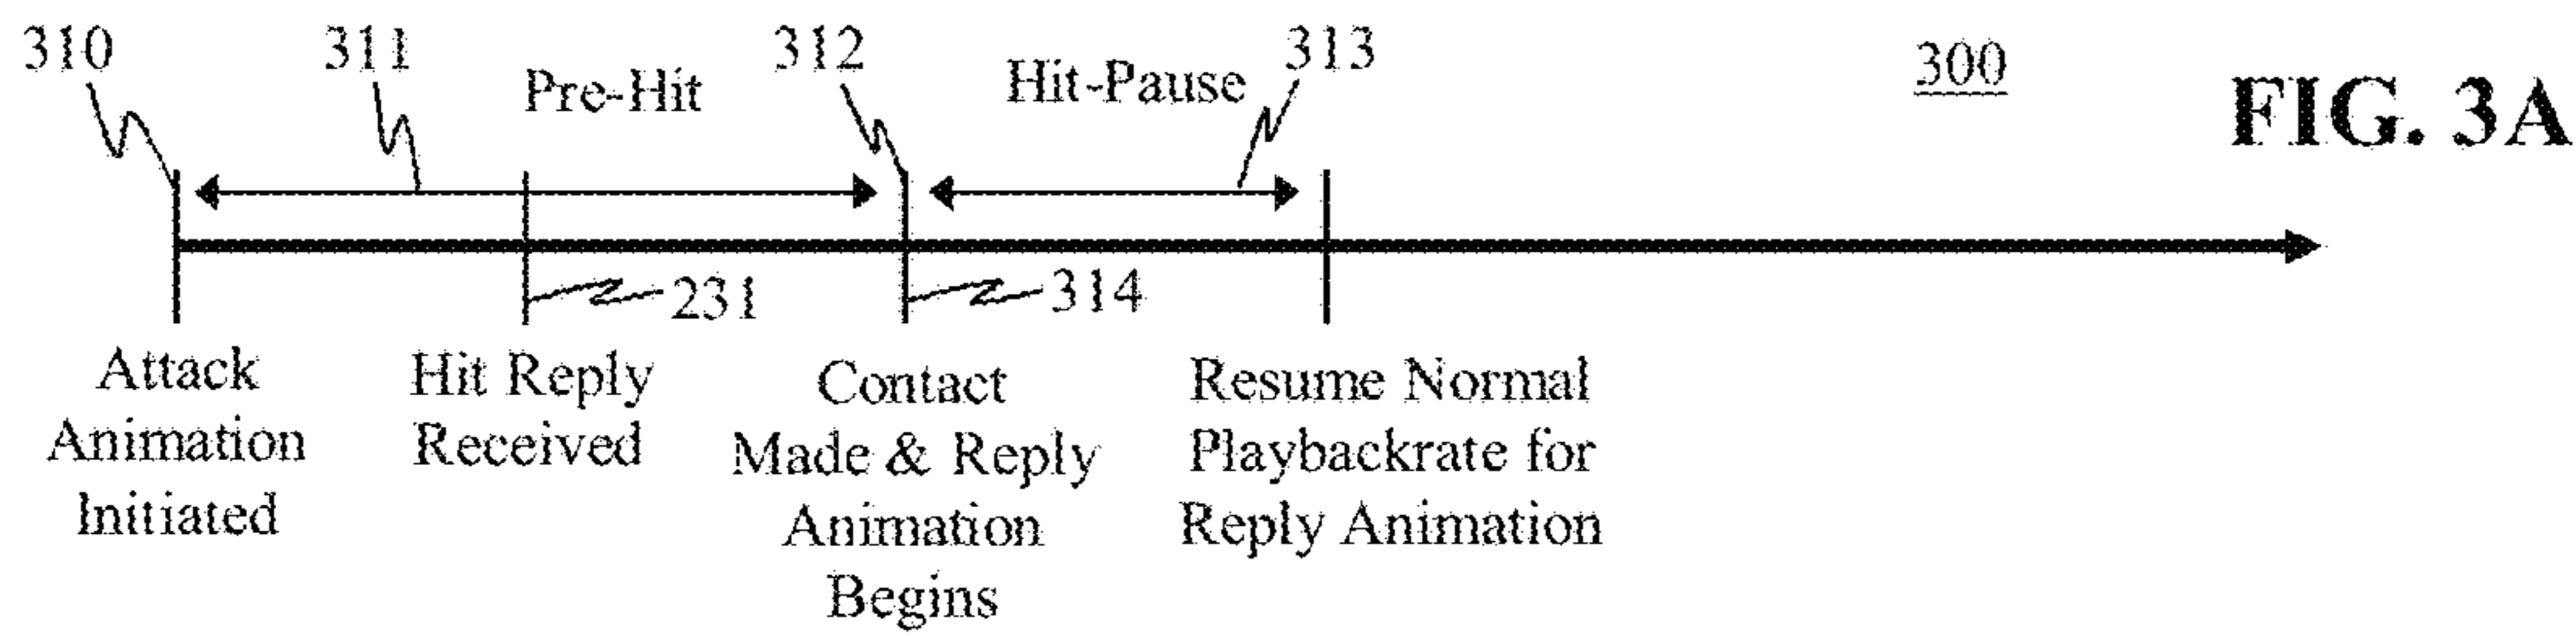 310
311
Pre-Hit
312
Hit-Pause
313
300
FIG. 3A
231
314
Attack
Animation
Initiated
Hit Reply
Received
Contact
Made & Reply
Animation
Begins
Resume Normal
Playbackrate for
Reply Animation